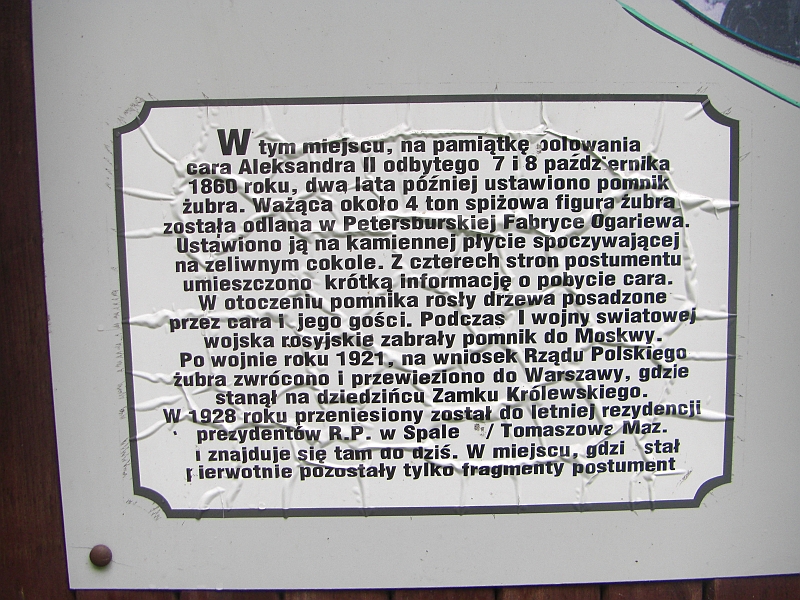 W tym miejscu, na pamiątkę polowania
cara Aleksandra II odbytego 7 i 8 października
1860 roku, dwa lata później ustawiono pomnik
żubra. Ważąca około 4 ton spiżowa figura żubra
została odlana w Petersburskiej Fabryce Ogariewa.
Ustawiono ją na kamiennej płycie spoczywającej
na żeliwnym cokole. Z czterech stron postumentu
umieszczono krótką informację o pobycie cara.
W otoczeniu pomnika rosły drzewa posadzone
przez cara i jego gości. Podczas I wojny swiatowej
wojska rosyjskie zabrały pomnik do Moskwy.
Po wojnie roku 1921, na wniosek Rządu Polskiego
żubra zwrócono i przewieziono do Warszawy, gdzie
stanął na dziedzińcu Zamku Królewskiego.
W 1928 roku przeniesiony został do letniej rezydencji
prezydentów R.P. w Spale / Tomaszowa Maz.
i znajduje się tam do dziś. W miejscu, gdzi stał
ierwotnie pozostały tylko fragmenty postument